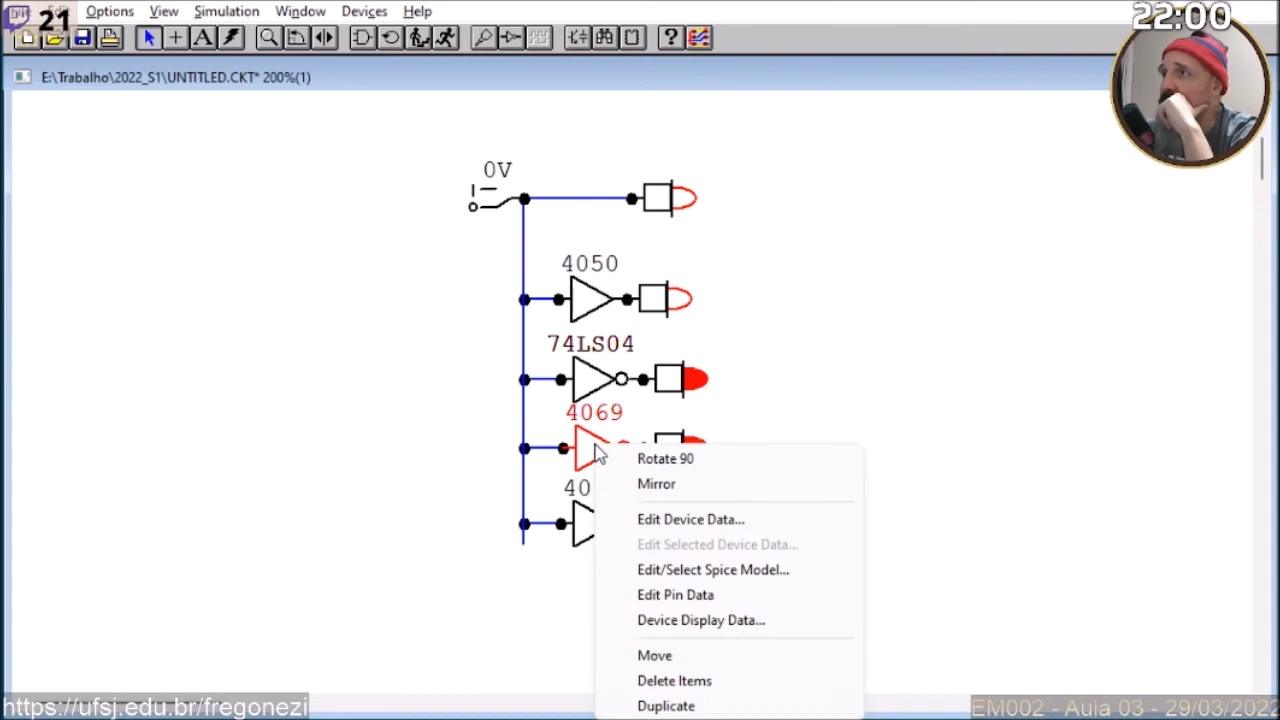 21
Options View Simulation Window Devices Help
22:00
E:\Trabalho\2022_S1\UNTITLED.CKT* 200%(1)
0V
4050
74LS04
4069
40
Rotate 90
Mirror
Edit Device Data...
Edit Selected Device Data...
Edit/Select Spice Model...
Edit Pin Data
Device Display Data...
Move
Delete Items
Duplicate
https://ufsj.edu.br/fregonezi
EM002 - Aula 03 - 29/03/2022